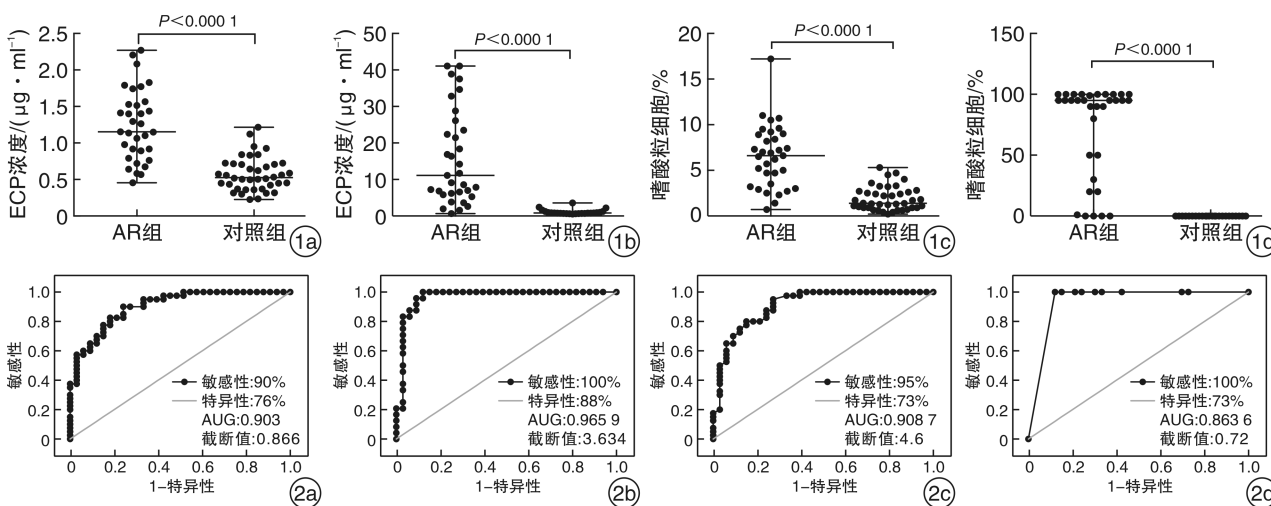 P＜0.000 1
ECP浓度/(μg·ml⁻¹)
2.5
2.0
1.5
1.0
0.5
0
AR组
对照组
1a
P＜0.000 1
ECP浓度/(μg·ml⁻¹)
50
40
30
20
10
0
AR组
对照组
1b
P＜0.000 1
嗜酸粒细胞/%
20
15
10
5
0
AR组
对照组
1c
P＜0.000 1
嗜酸粒细胞/%
150
100
50
0
AR组
对照组
1d
敏感性
1.0
0.8
0.6
0.4
0.2
0
敏感性:90%
特异性:76%
AUG:0.903
截断值:0.866
0 0.2 0.4 0.6 0.8 1.0
1-特异性
2a
敏感性
1.0
0.8
0.6
0.4
0.2
0
敏感性:100%
特异性:88%
AUG:0.965 9
截断值:3.634
0 0.2 0.4 0.6 0.8 1.0
1-特异性
2b
敏感性
1.0
0.8
0.6
0.4
0.2
0
敏感性:95%
特异性:73%
AUG:0.908 7
截断值:4.6
0 0.2 0.4 0.6 0.8 1.0
1-特异性
2c
敏感性
1.0
0.8
0.6
0.4
0.2
0
敏感性:100%
特异性:73%
AUG:0.863 6
截断值:0.72
0 0.2 0.4 0.6 0.8 1.0
1-特异性
2d